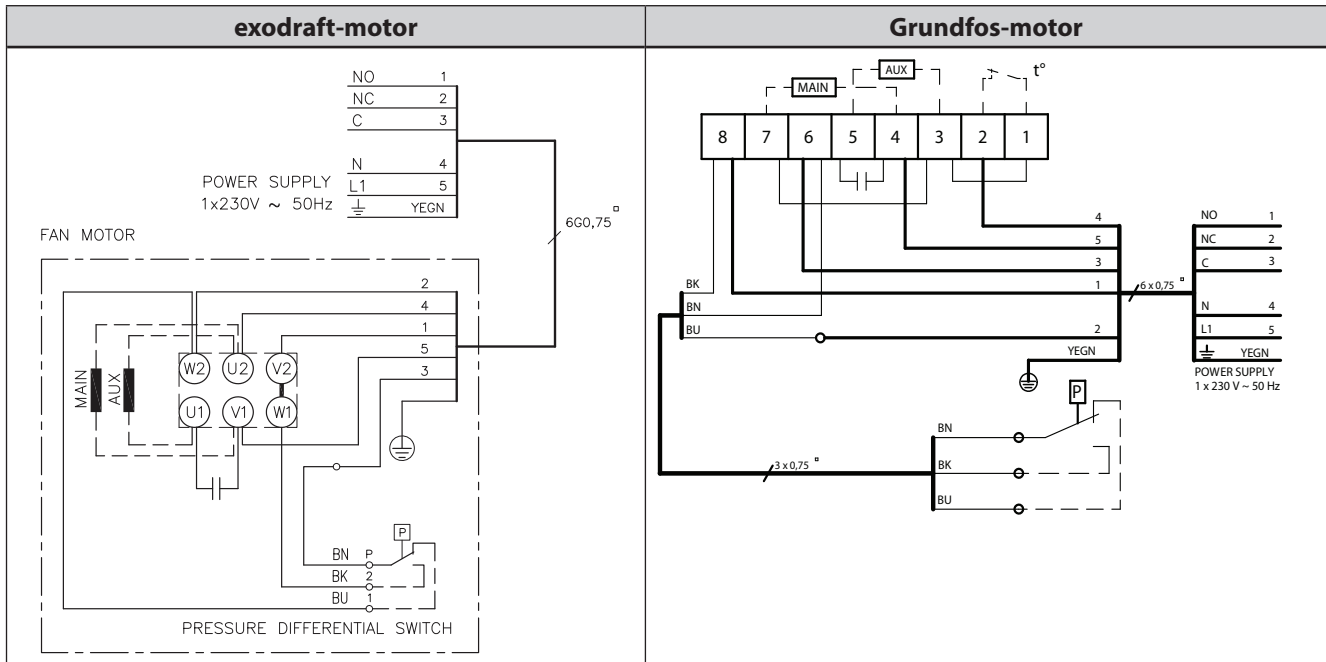 exodraft-motor
NO 1
NC 2
C 3
N 4
L1 5
YEGN
POWER SUPPLY
1x230V ~ 50Hz
6G0,75 □
FAN MOTOR
2
4
1
5
3
MAIN
AUX
W2 U2 V2
U1 V1 W1
P
BN P
BK 2
BU 1
PRESSURE DIFFERENTIAL SWITCH
Grundfos-motor
AUX
MAIN
t°
8 7 6 5 4 3 2 1
4
5
3
1
2
YEGN
BK
BN
BU
6 x 0,75 □
NO 1
NC 2
C 3
N 4
L1 5
YEGN
POWER SUPPLY
1 x 230 V ~ 50 Hz
P
BN
BK
BU
3 x 0,75 □